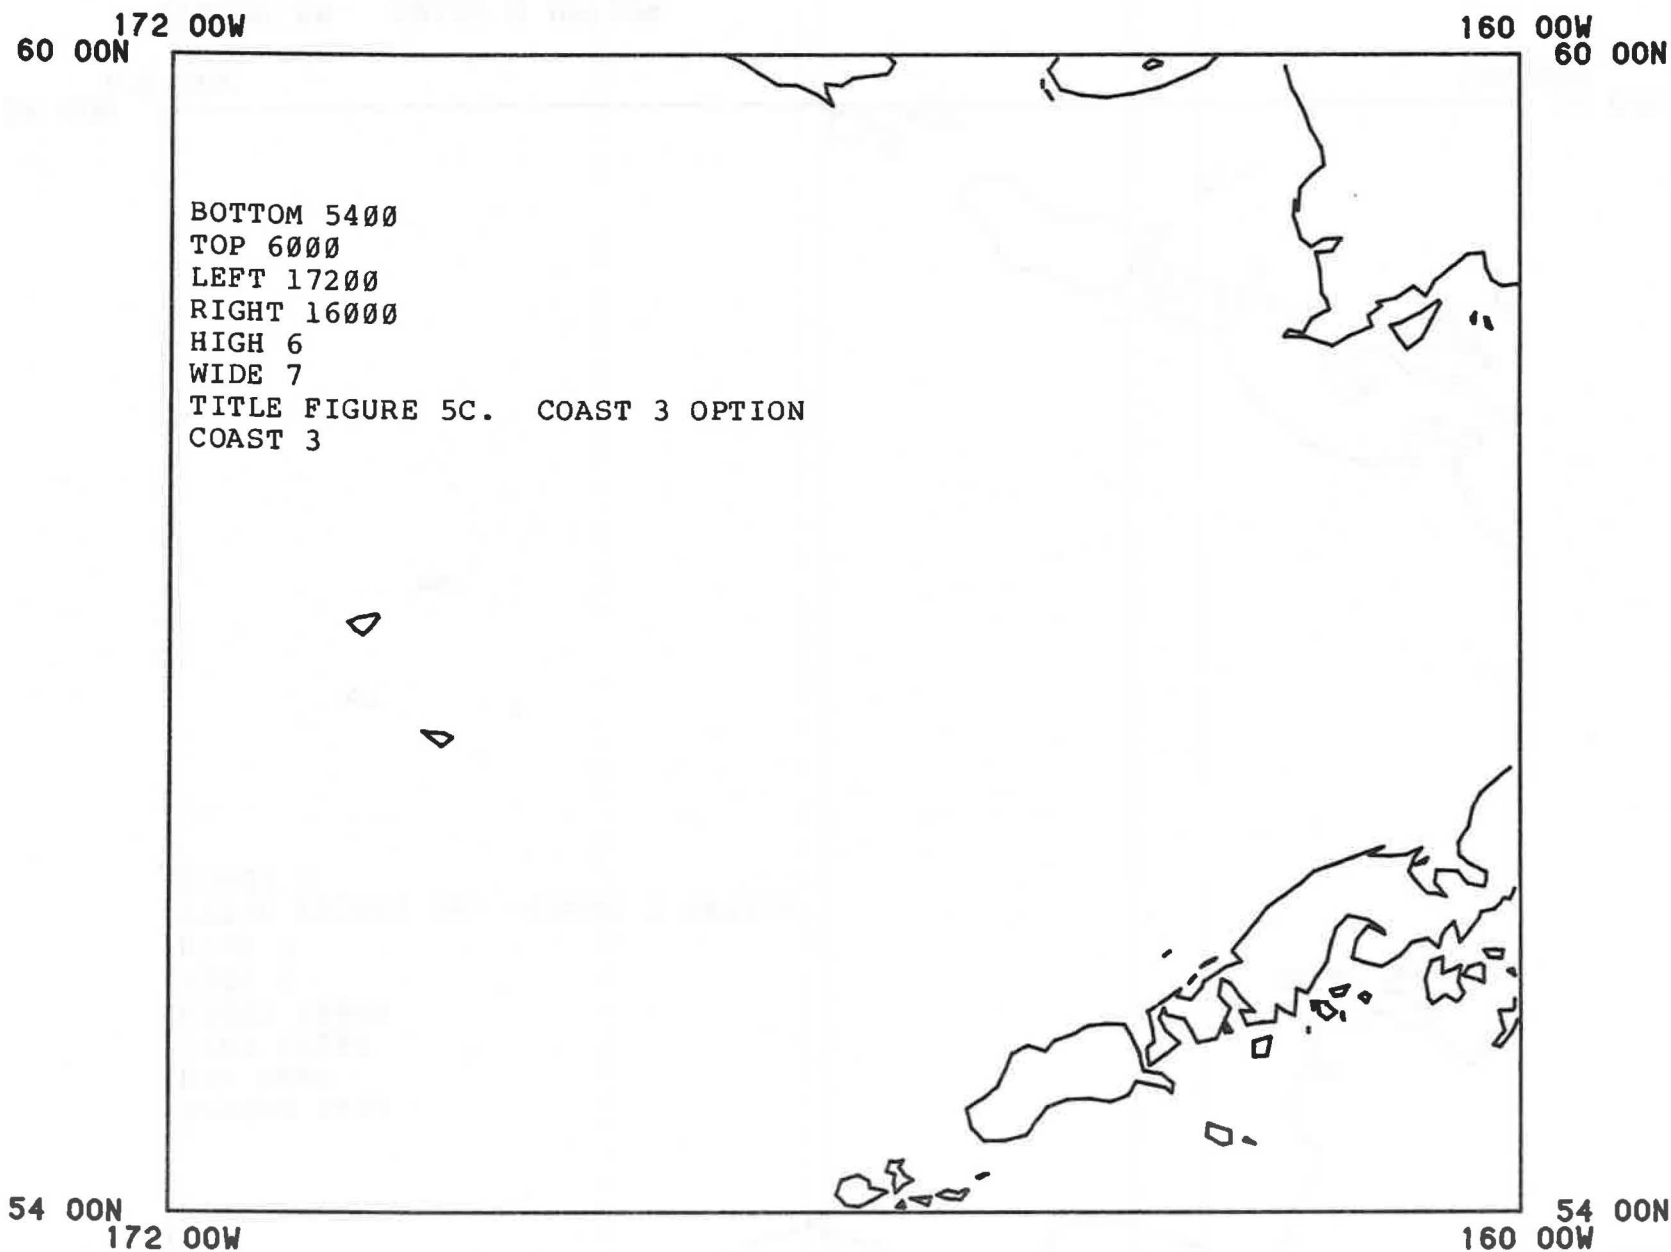 172 00W 160 00W
60 00N 60 00N
BOTTOM 5400
TOP 6000
LEFT 17200
RIGHT 16000
HIGH 6
WIDE 7
TITLE FIGURE 5C. COAST 3 OPTION
COAST 3
54 00N 54 00N
172 00W 160 00W